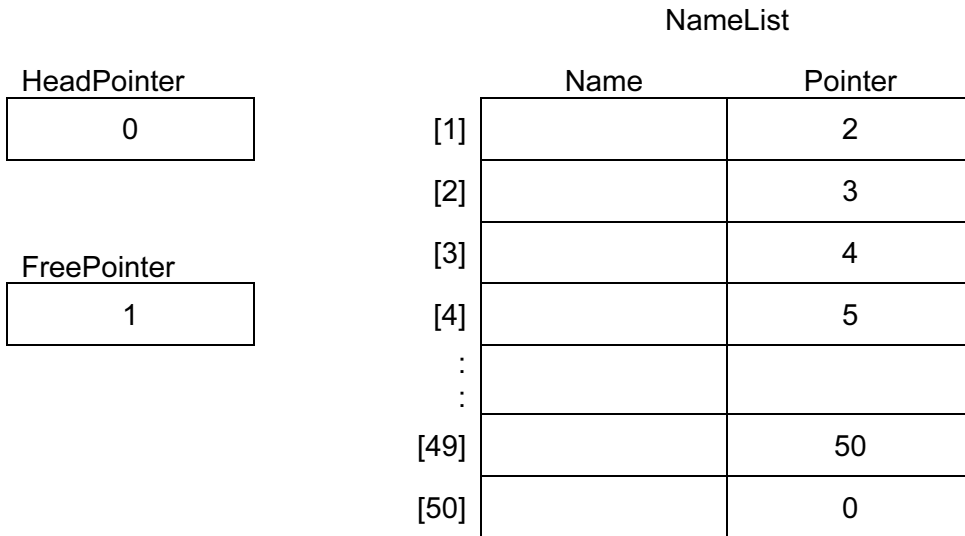 NameList
HeadPointer
0
FreePointer
1
Name Pointer
[1] 2
[2] 3
[3] 4
[4] 5
:
:
[49] 50
[50] 0